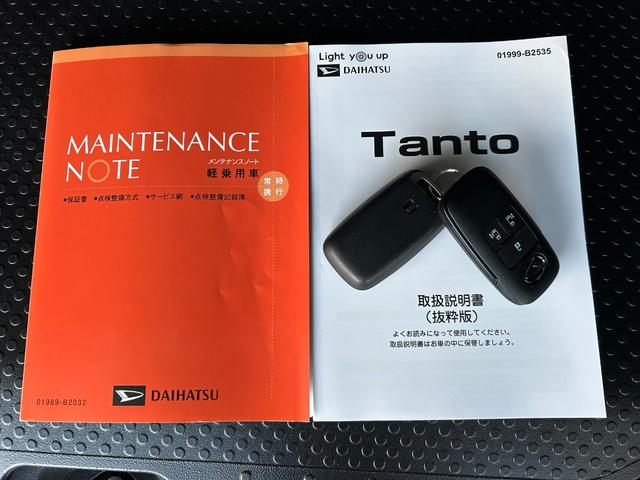 MAINTENANCE
NOTE
メンテナンスノート
軽乗用車
常時
携行
●保証書 ●点検整備方式 ●サービス網 ●点検整備記録簿
01989-B2032
DAIHATSU
Light you up
DAIHATSU
01999-B2535
Tanto
取扱説明書
(抜粋版)
よくお読みになって使用してください。
取扱説明書はお車の中に保管しましょう。